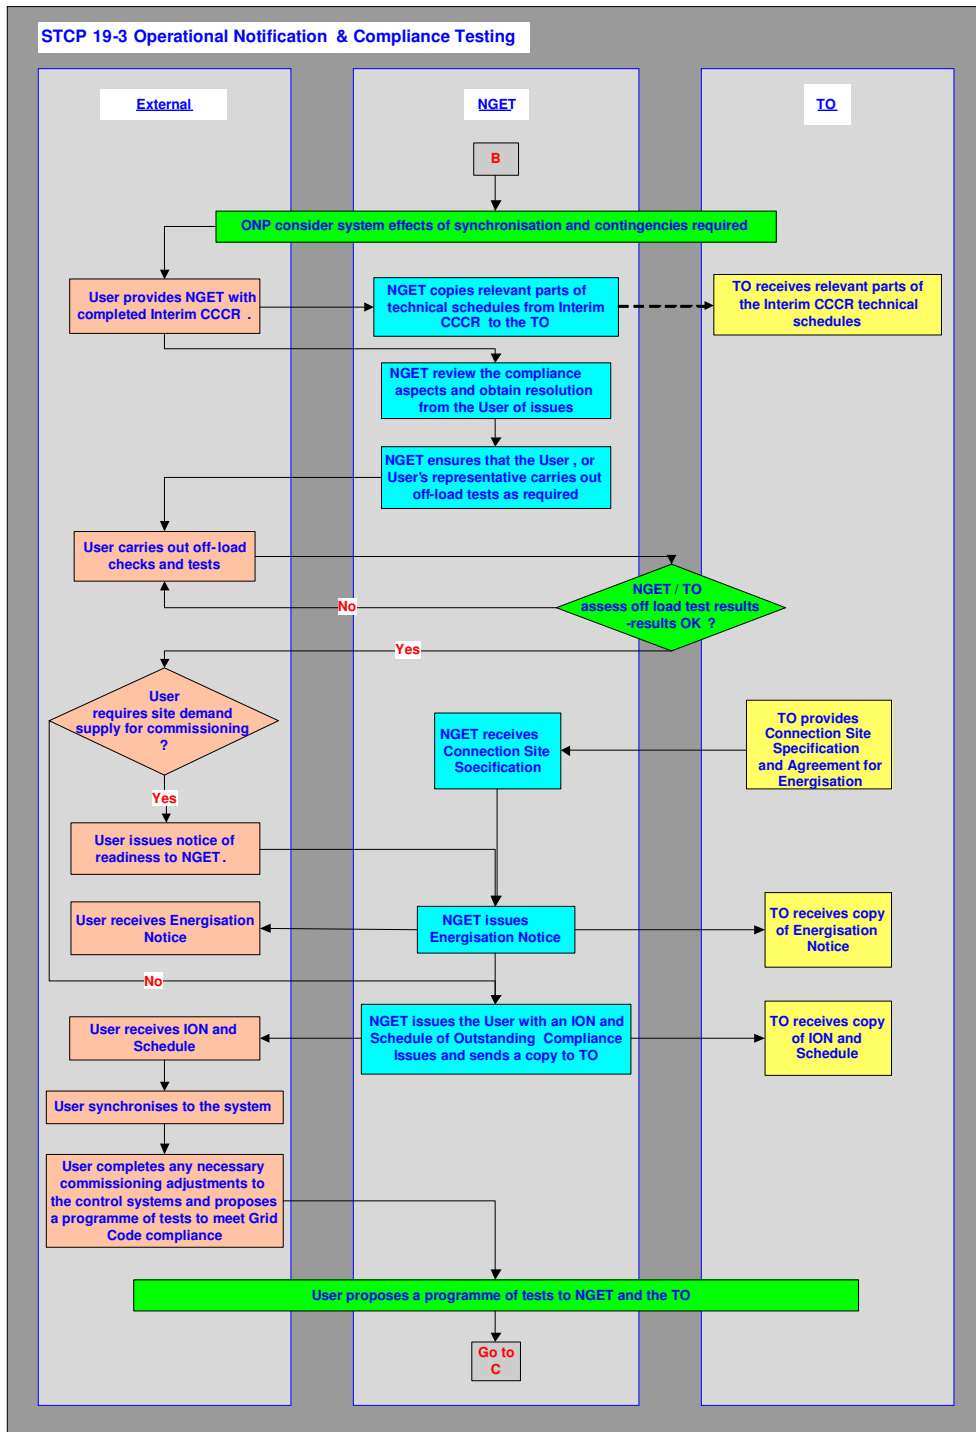 STCP 19-3 Operational Notification & Compliance Testing
External
NGET
TO
B
ONP consider system effects of synchronisation and contingencies required
User provides NGET with
completed Interim CCCR .
NGET copies relevant parts of
technical schedules from Interim
CCCR to the TO
TO receives relevant parts of
the Interim CCCR technical
schedules
NGET review the compliance
aspects and obtain resolution
from the User of issues
NGET ensures that the User , or
User's representative carries out
off-load tests as required
User carries out off-load
checks and tests
NGET / TO
assess off load test results
-results OK ?
No
Yes
User
requires site demand
supply for commissioning
?
NGET receives
Connection Site
Soecification
TO provides
Connection Site
Specification
and Agreement for
Energisation
Yes
User issues notice of
readiness to NGET .
User receives Energisation
Notice
NGET issues
Energisation Notice
TO receives copy
of Energisation
Notice
No
User receives ION and
Schedule
NGET issues the User with an ION and
Schedule of Outstanding Compliance
Issues and sends a copy to TO
TO receives copy
of ION and
Schedule
User synchronises to the system
User completes any necessary
commissioning adjustments to
the control systems and proposes
a programme of tests to meet Grid
Code compliance
User proposes a programme of tests to NGET and the TO
Go to
C